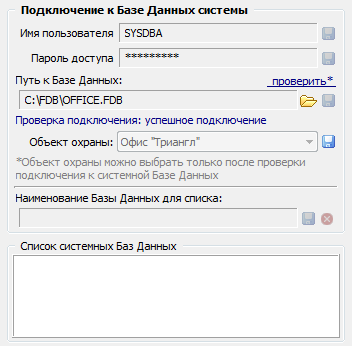 Подключение к Базе Данных системы
Имя пользователя SYSDBA
Пароль доступа *********
Путь к Базе Данных: проверить*
C:\FDB\OFFICE.FDB
Проверка подключения: успешное подключение
Объект охраны: Офис "Триангл"
*Объект охраны можно выбрать только после проверки
подключения к системной Базе Данных
Наименование Базы Данных для списка:
Список системных Баз Данных